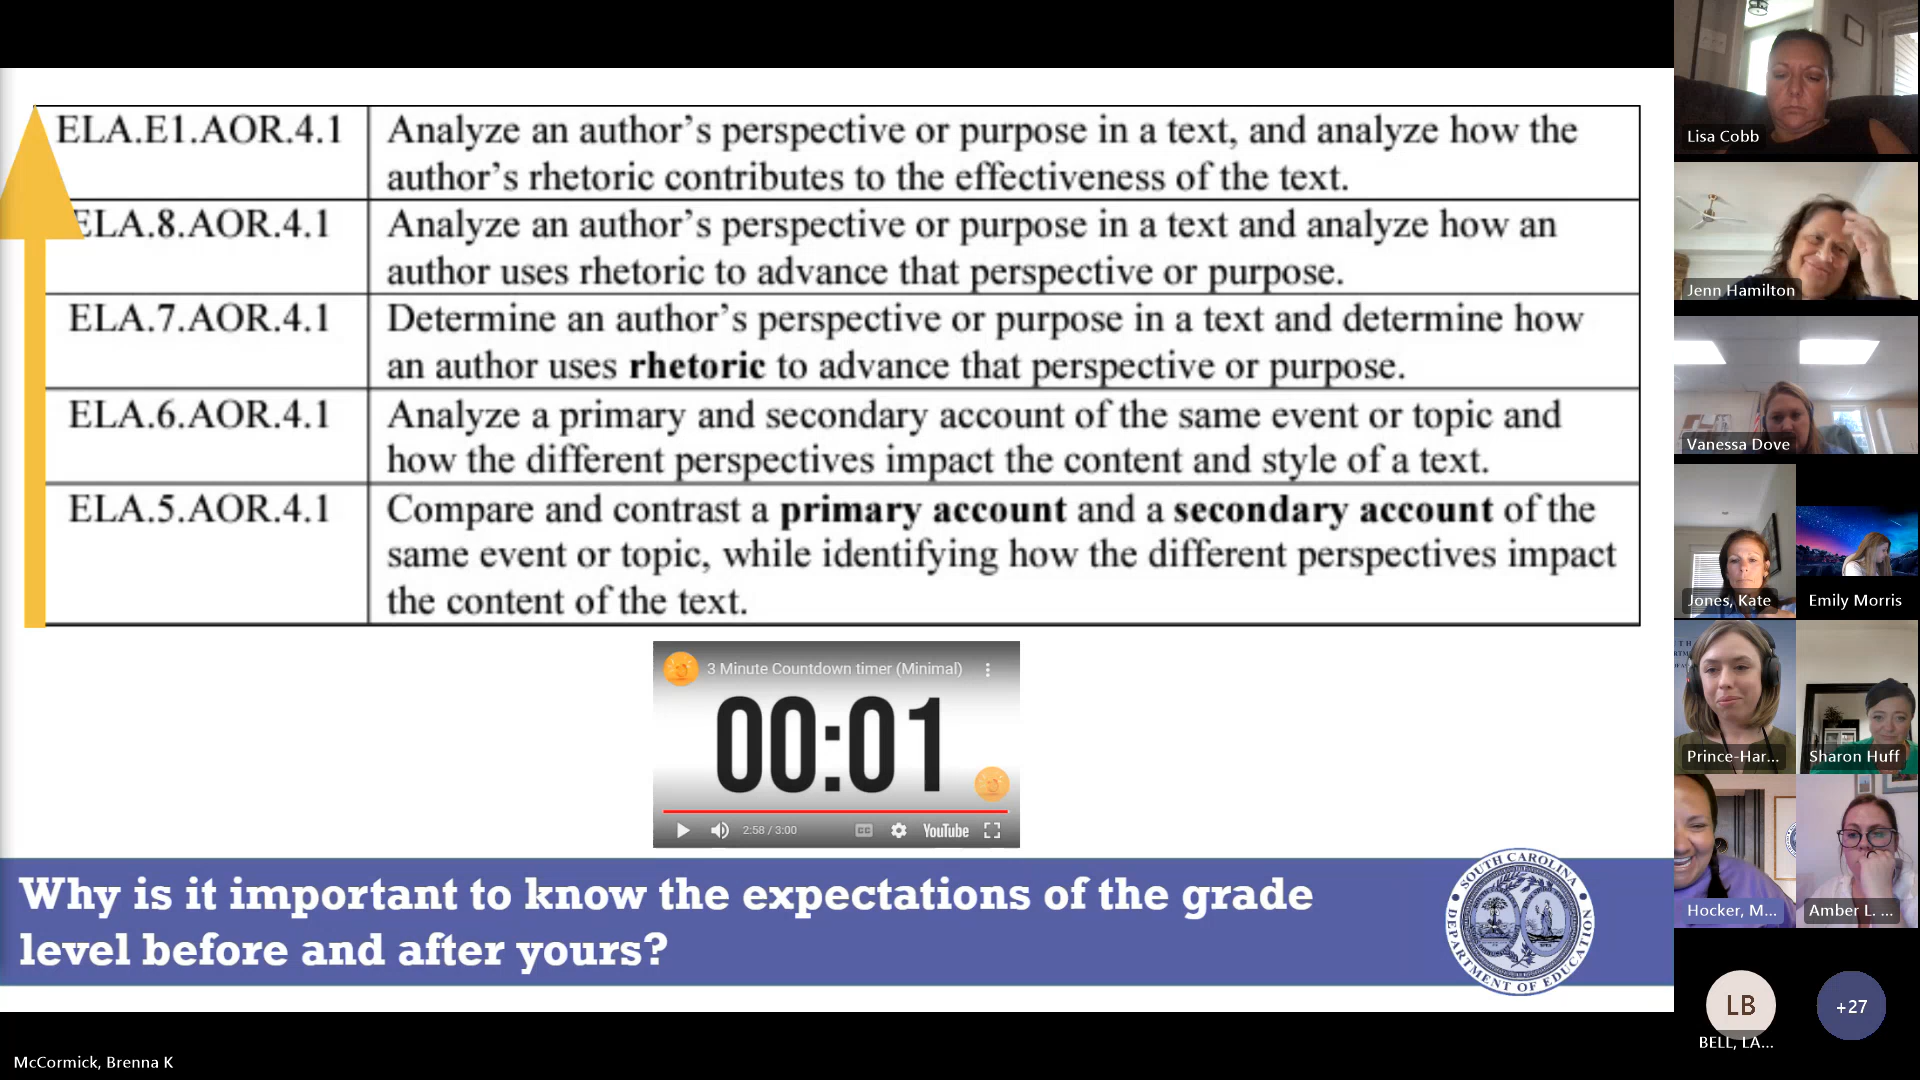 ELA.E1.AOR.4.1
Analyze an author's perspective or purpose in a text, and analyze how the
author's rhetoric contributes to the effectiveness of the text.
ELA.8.AOR.4.1
Analyze an author's perspective or purpose in a text and analyze how an
author uses rhetoric to advance that perspective or purpose.
ELA.7.AOR.4.1
Determine an author's perspective or purpose in a text and determine how
an author uses rhetoric to advance that perspective or purpose.
ELA.6.AOR.4.1
Analyze a primary and secondary account of the same event or topic and
how the different perspectives impact the content and style of a text.
ELA.5.AOR.4.1
Compare and contrast a primary account and a secondary account of the
same event or topic, while identifying how the different perspectives impact
the content of the text.
3 Minute Countdown timer (Minimal)
00:01
2:58 / 3:00
CC
YouTube
Why is it important to know the expectations of the grade
level before and after yours?
SOUTH CAROLINA
DEPARTMENT OF EDUCATION
McCormick, Brenna K
Lisa Cobb
Jenn Hamilton
Vanessa Dove
Jones, Kate
Emily Morris
Prince-Har...
Sharon Huff
Hocker, M...
Amber L. ...
LB
BELL, LA...
+27